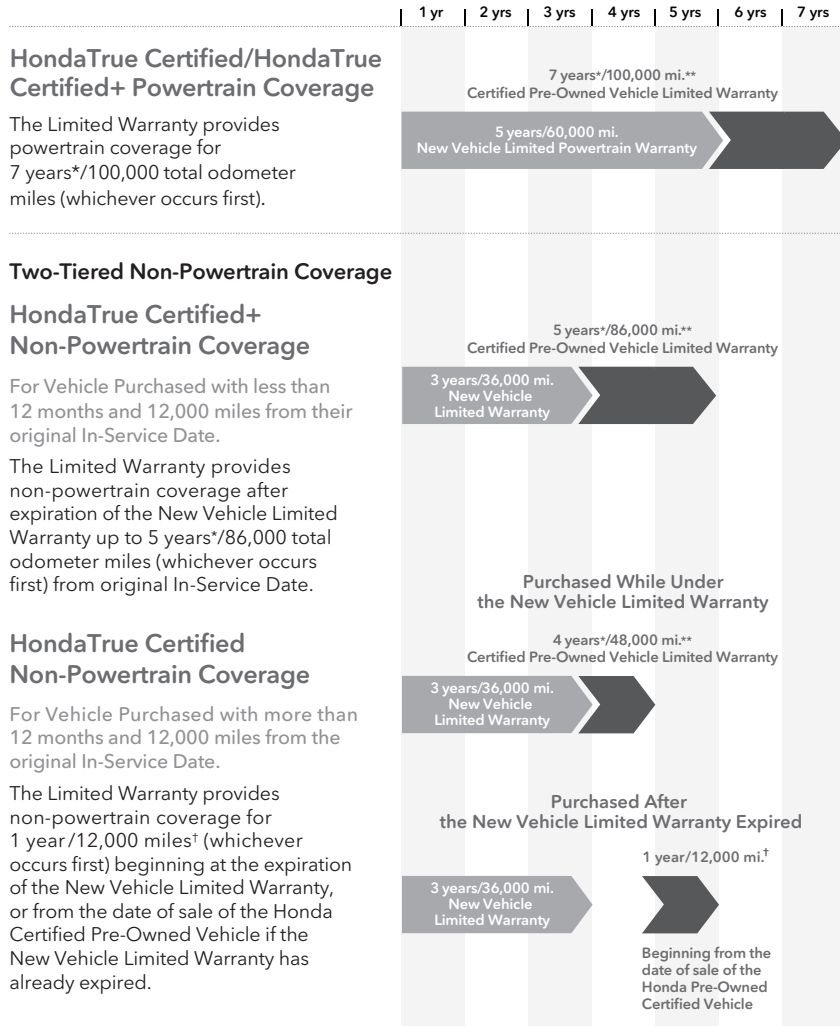 1 yr 2 yrs 3 yrs 4 yrs 5 yrs 6 yrs 7 yrs
HondaTrue Certified/HondaTrue
Certified+ Powertrain Coverage
The Limited Warranty provides
powertrain coverage for
7 years*/100,000 total odometer
miles (whichever occurs first).
7 years*/100,000 mi.**
Certified Pre-Owned Vehicle Limited Warranty
5 years/60,000 mi.
New Vehicle Limited Powertrain Warranty
Two-Tiered Non-Powertrain Coverage
HondaTrue Certified+
Non-Powertrain Coverage
For Vehicle Purchased with less than
12 months and 12,000 miles from their
original In-Service Date.
The Limited Warranty provides
non-powertrain coverage after
expiration of the New Vehicle Limited
Warranty up to 5 years*/86,000 total
odometer miles (whichever occurs
first) from original In-Service Date.
5 years*/86,000 mi.**
Certified Pre-Owned Vehicle Limited Warranty
3 years/36,000 mi.
New Vehicle
Limited Warranty
HondaTrue Certified
Non-Powertrain Coverage
For Vehicle Purchased with more than
12 months and 12,000 miles from the
original In-Service Date.
The Limited Warranty provides
non-powertrain coverage for
1 year/12,000 miles† (whichever
occurs first) beginning at the expiration
of the New Vehicle Limited Warranty,
or from the date of sale of the Honda
Certified Pre-Owned Vehicle if the
New Vehicle Limited Warranty has
already expired.
Purchased While Under
the New Vehicle Limited Warranty
4 years*/48,000 mi.**
Certified Pre-Owned Vehicle Limited Warranty
3 years/36,000 mi.
New Vehicle
Limited Warranty
Purchased After
the New Vehicle Limited Warranty Expired
1 year/12,000 mi.†
3 years/36,000 mi.
New Vehicle
Limited Warranty
Beginning from the
date of sale of the
Honda Pre-Owned
Certified Vehicle